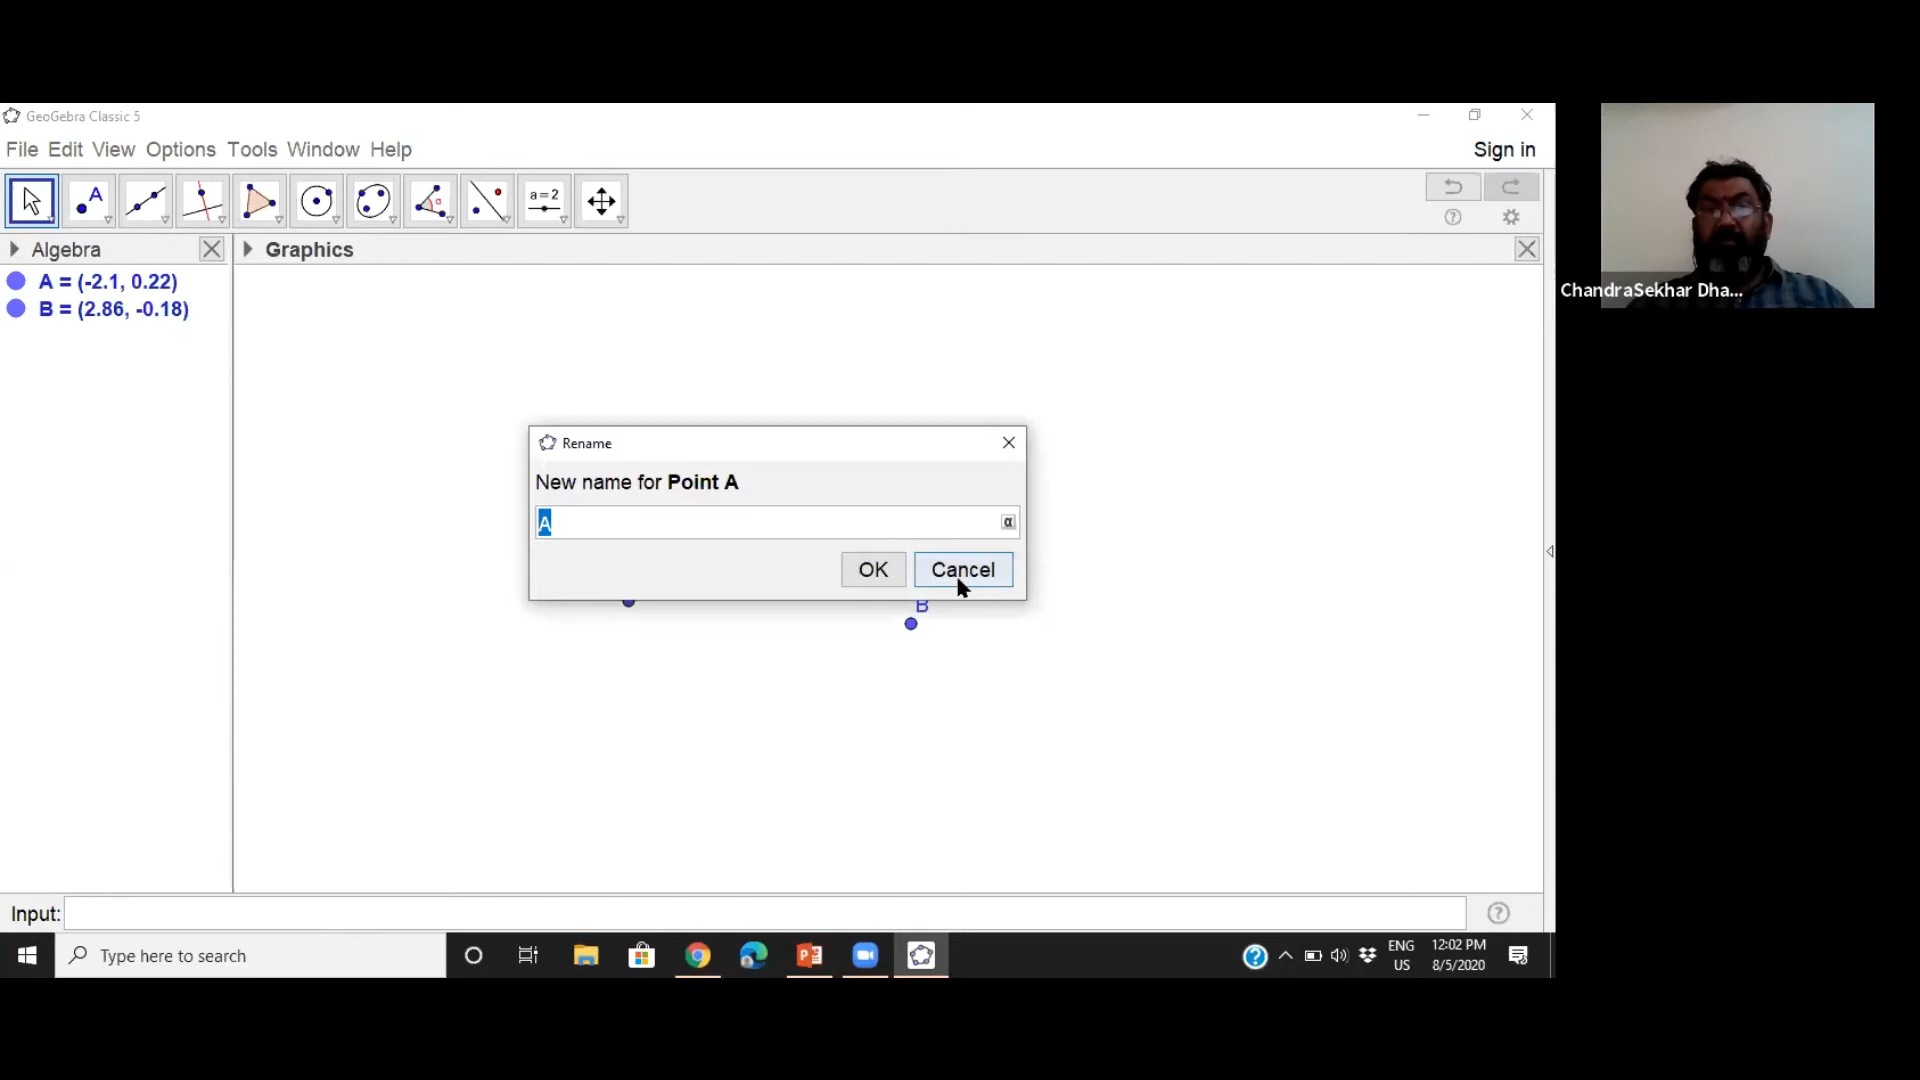 GeoGebra Classic 5
File Edit View Options Tools Window Help
Sign in
A
α
a=2
Algebra
Graphics
A = (-2.1, 0.22)
B = (2.86, -0.18)
ChandraSekhar Dha...
Rename
New name for Point A
A
α
OK Cancel
B
Input:
Type here to search
ENG
US
12:02 PM
8/5/2020